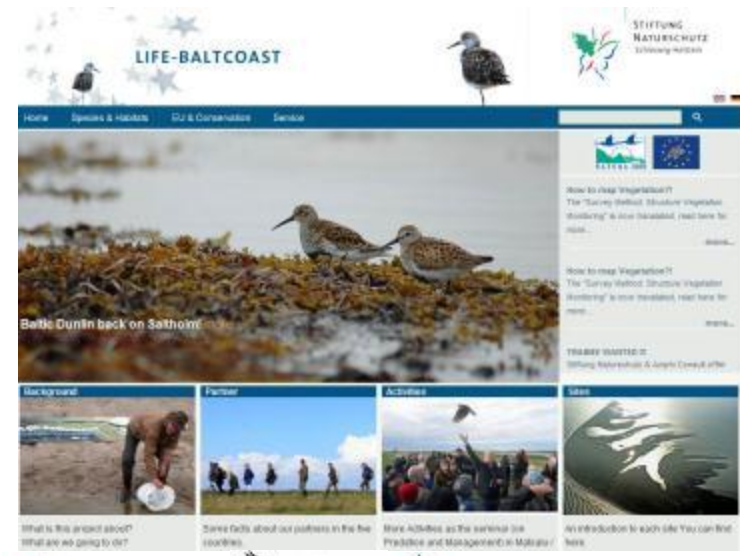 LIFE-BALTCOAST
STIFTUNG
NATURSCHUTZ
Schleswig-Holstein
Home Species & Habitats EU & Conservation Service
NATURA 2000
How to map Vegetation?!
The "Survey Method: Structure Vegetation
Monitoring" is now translated, read here for
more...
more...
How to map Vegetation?!
The "Survey Method: Structure Vegetation
Monitoring" is now translated, read here for
more...
more...
TRAINEE WANTED !!!
Stiftung Naturschutz & Amphi Consult offer
Baltic Dunlin back on Saltholm!
Background
Partner
Activities
Sites
What is this project about?
What are we going to do?
Some facts about our partners in the five
countries.
More Activities as the seminar (on
Predation and Management) in Matsalu /
An introduction to each site You can find
here.